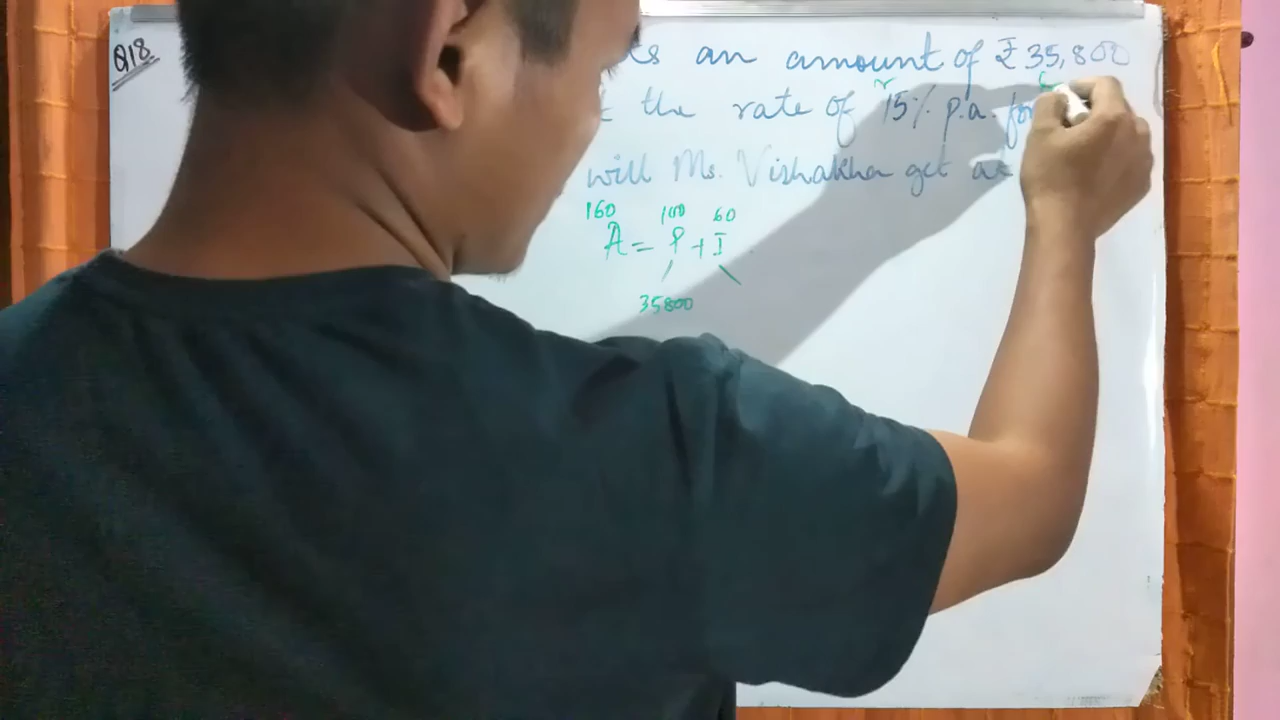 Q18. an amount of ₹35,800
the rate of 15% p.a. for
will Ms. Vishakha get at
160 100 60
A = P + I
35800